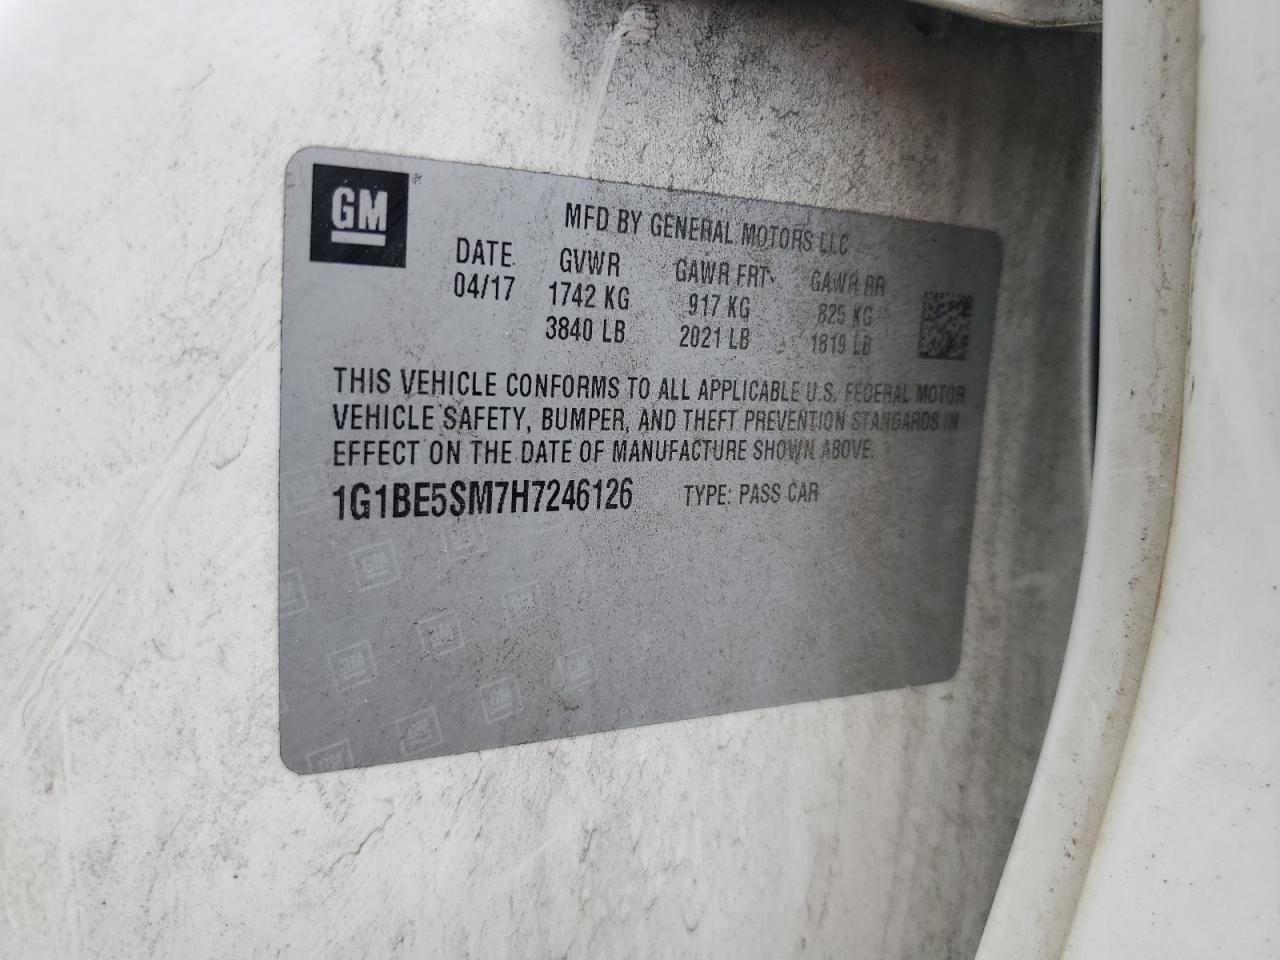 GM
MFD BY GENERAL MOTORS LLC
DATE GVWR GAWR FRT GAWR RR
04/17 1742 KG 917 KG 825 KG
3840 LB 2021 LB 1819 LB
THIS VEHICLE CONFORMS TO ALL APPLICABLE U.S. FEDERAL MOTOR
VEHICLE SAFETY, BUMPER, AND THEFT PREVENTION STANDARDS IN
EFFECT ON THE DATE OF MANUFACTURE SHOWN ABOVE.
1G1BE5SM7H7246126 TYPE: PASS CAR